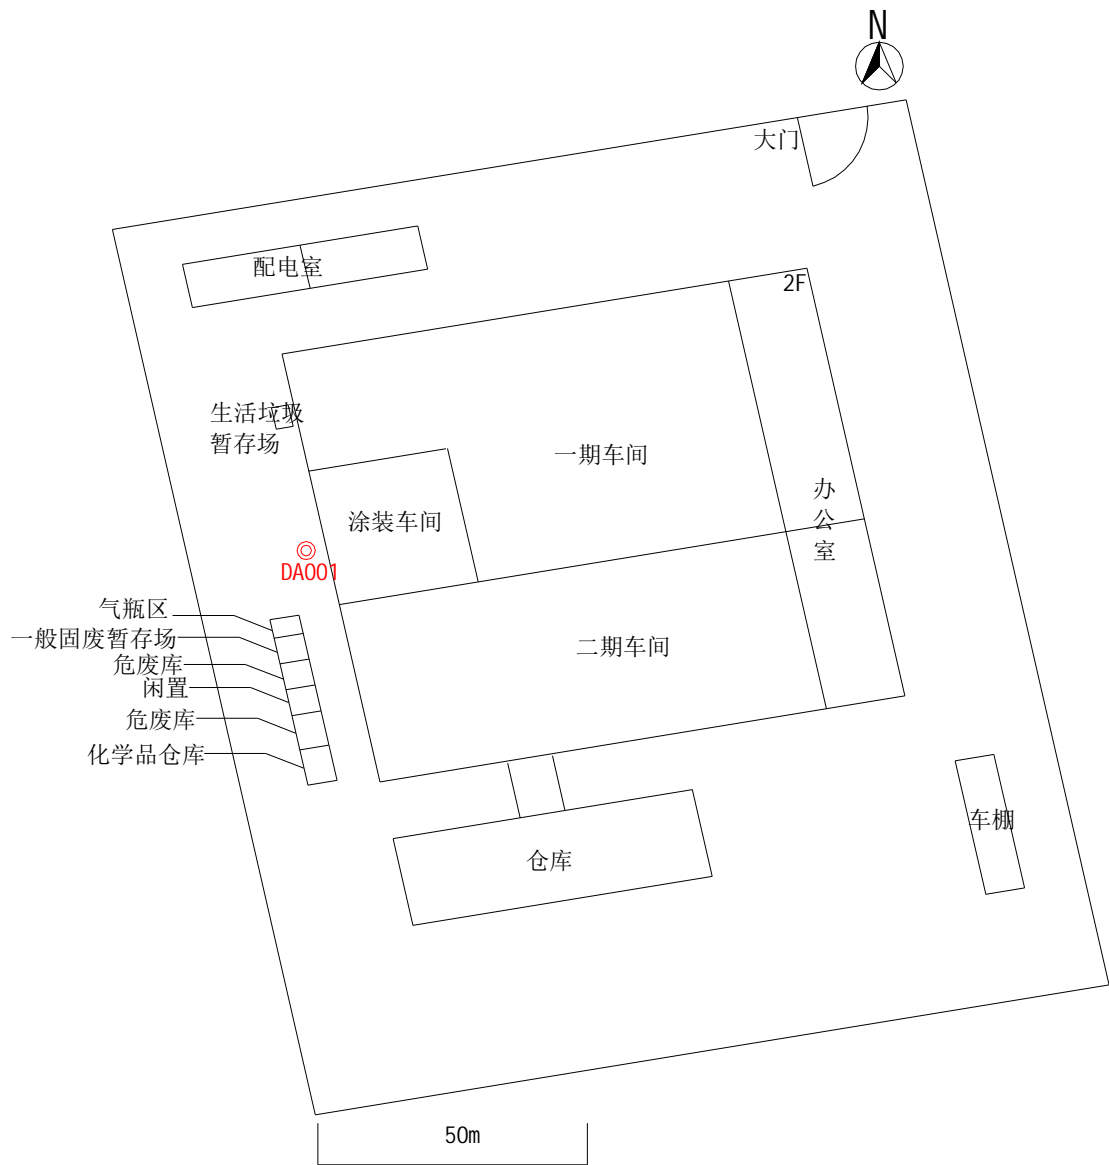 N
大门
配电室
2F
生活垃圾
暂存场
一期车间
办
公
室
涂装车间
DA001
气瓶区
一般固废暂存场
危废库
闲置
危废库
化学品仓库
二期车间
车棚
仓库
50m